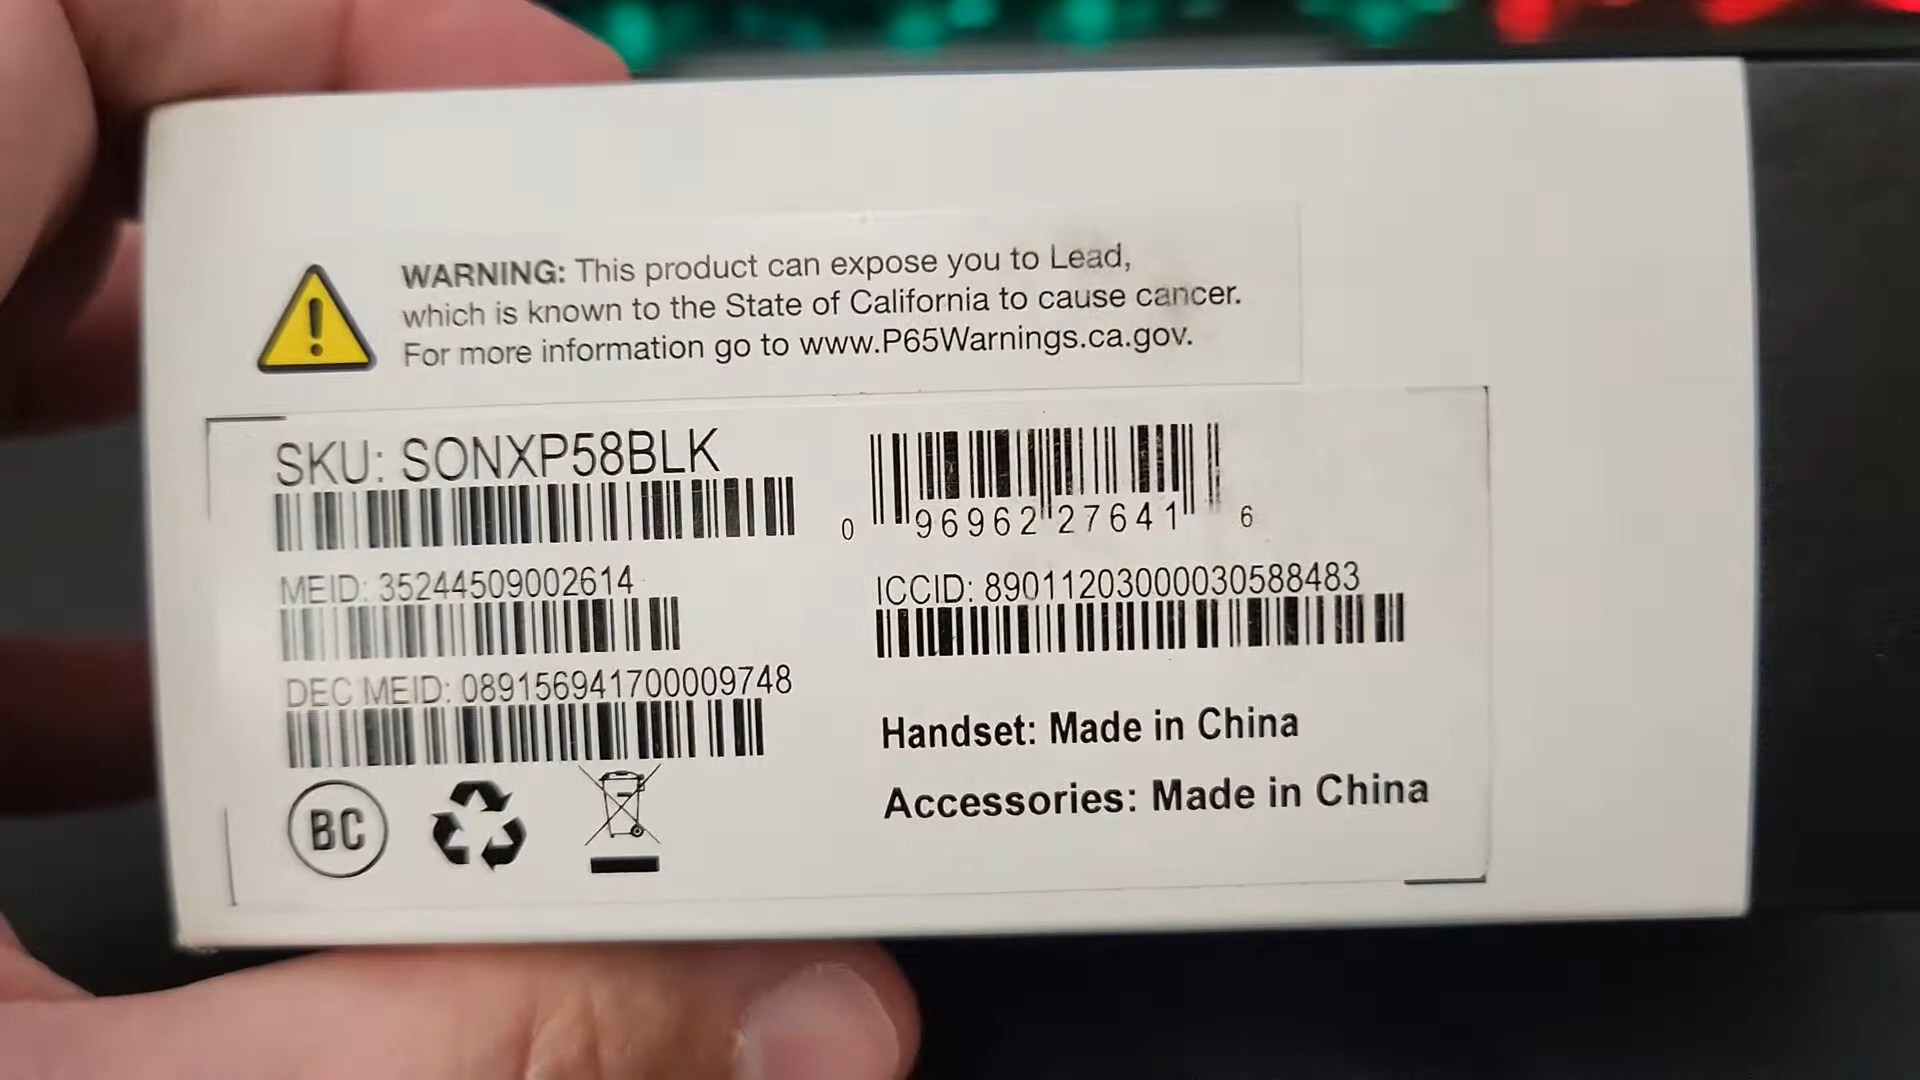 WARNING: This product can expose you to Lead,
which is known to the State of California to cause cancer.
For more information go to www.P65Warnings.ca.gov.
SKU: SONXP58BLK
0 96962 27641 6
MEID: 35244509002614
ICCID: 89011203000030588483
DEC MEID: 089156941700009748
Handset: Made in China
Accessories: Made in China
BC